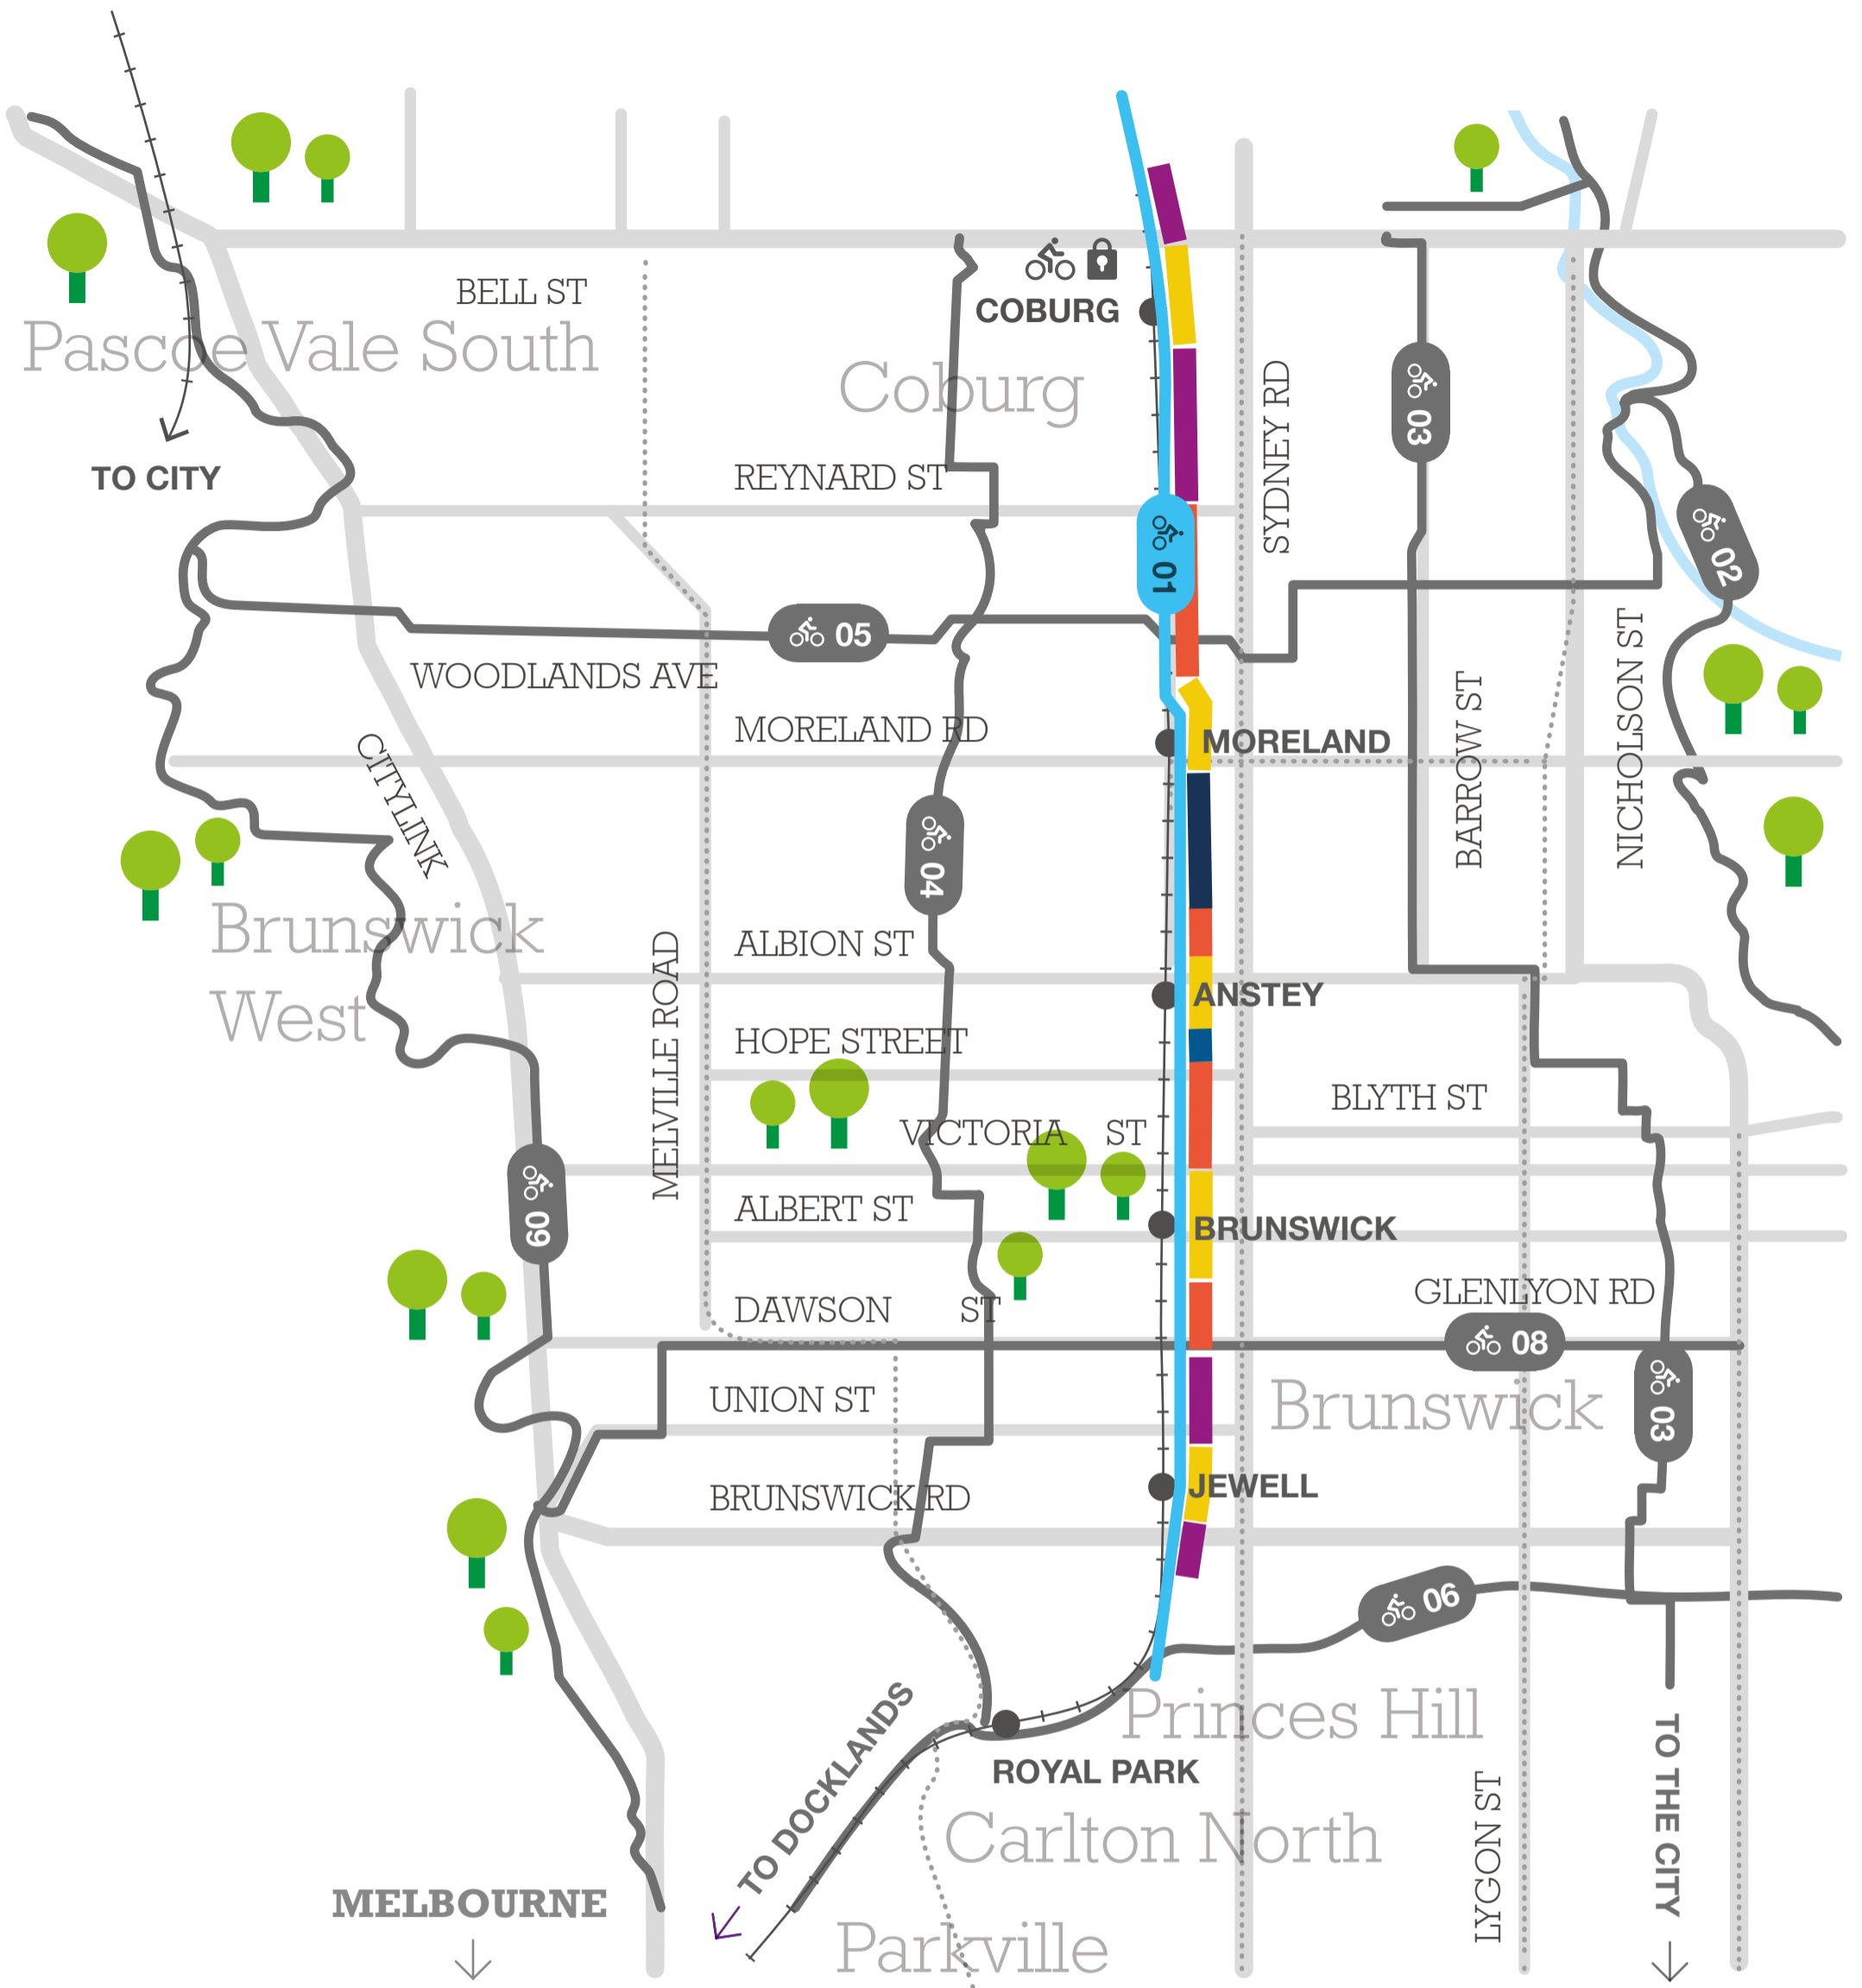 BELL ST
Pascoe Vale South
COBURG
Coburg
TO CITY
REYNARD ST
SYDNEY RD
03
01
02
05
WOODLANDS AVE
MORELAND RD
MORELAND
CITYLINK
BARROW ST
NICHOLSON ST
04
Brunswick
West
ALBION ST
ANSTEY
MELVILLE ROAD
HOPE STREET
BLYTH ST
VICTORIA ST
ALBERT ST
BRUNSWICK
09
DAWSON ST
GLENLYON RD
08
UNION ST
Brunswick
03
BRUNSWICK RD
JEWELL
06
Princes Hill
TO DOCKLANDS
ROYAL PARK
Carlton North
LYGON ST
TO THE CITY
MELBOURNE
Parkville